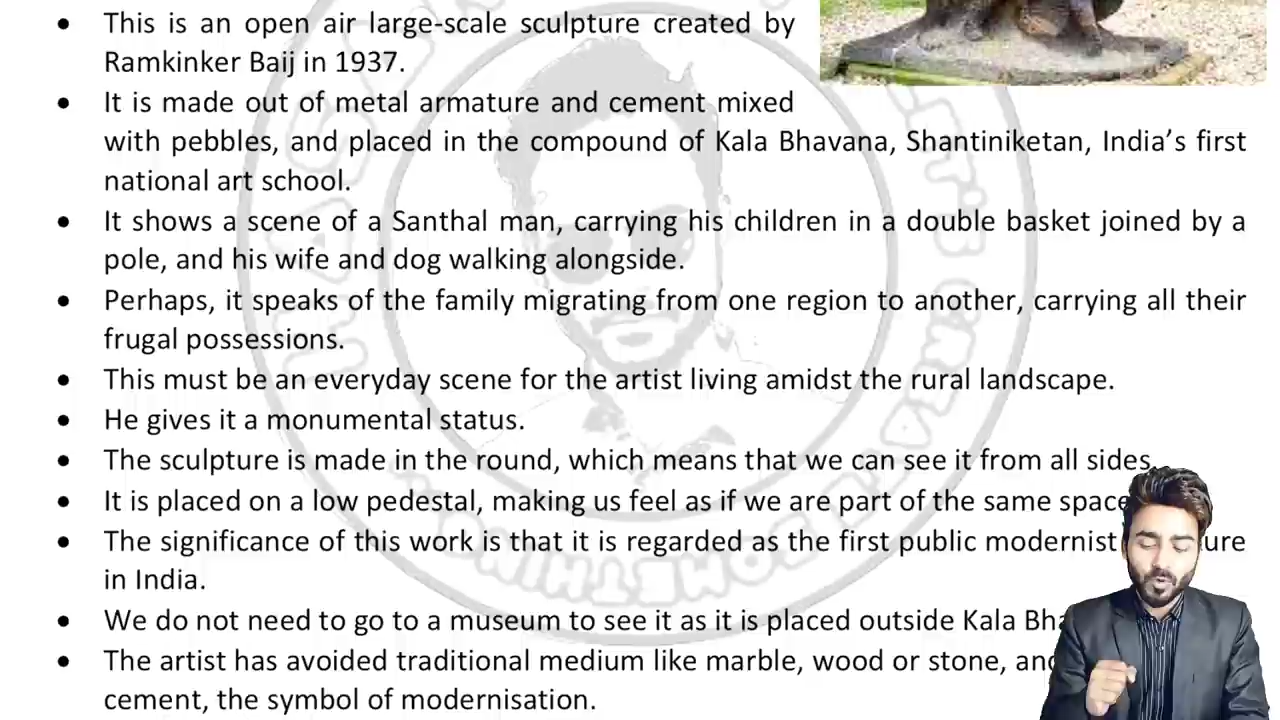 • This is an open air large-scale sculpture created by
Ramkinker Baij in 1937.
• It is made out of metal armature and cement mixed
with pebbles, and placed in the compound of Kala Bhavana, Shantiniketan, India’s first
national art school.
• It shows a scene of a Santhal man, carrying his children in a double basket joined by a
pole, and his wife and dog walking alongside.
• Perhaps, it speaks of the family migrating from one region to another, carrying all their
frugal possessions.
• This must be an everyday scene for the artist living amidst the rural landscape.
• He gives it a monumental status.
• The sculpture is made in the round, which means that we can see it from all sides.
• It is placed on a low pedestal, making us feel as if we are part of the same space
• The significance of this work is that it is regarded as the first public modernist ure
in India.
• We do not need to go to a museum to see it as it is placed outside Kala Bha
• The artist has avoided traditional medium like marble, wood or stone, and
cement, the symbol of modernisation.